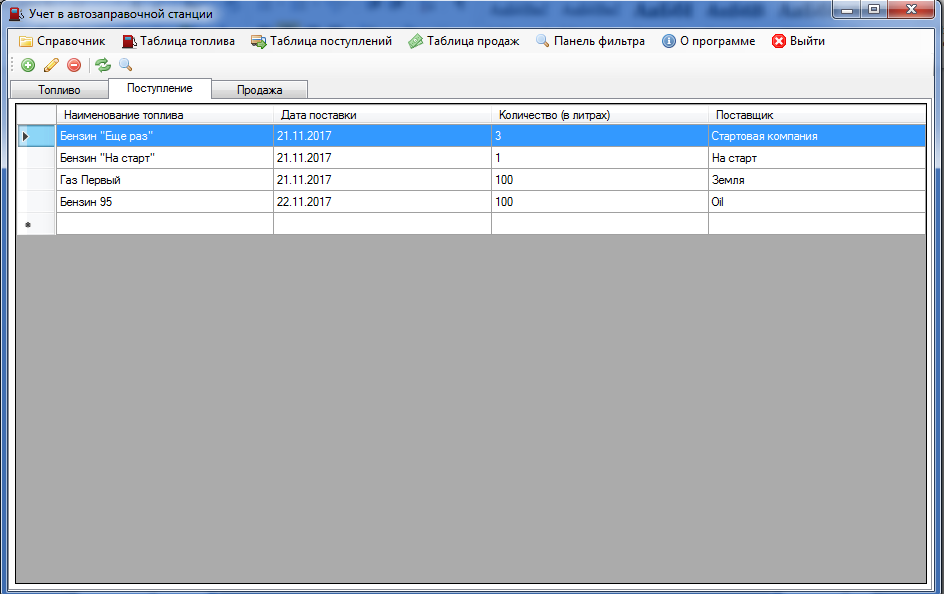 Учет в автозаправочной станции
Справочник Таблица топлива Таблица поступлений Таблица продаж Панель фильтра О программе Выйти
Топливо Поступление Продажа
Наименование топлива Дата поставки Количество (в литрах) Поставщик
Бензин "Еще раз" 21.11.2017 3 Стартовая компания
Бензин "На старт" 21.11.2017 1 На старт
Газ Первый 21.11.2017 100 Земля
Бензин 95 22.11.2017 100 Oil